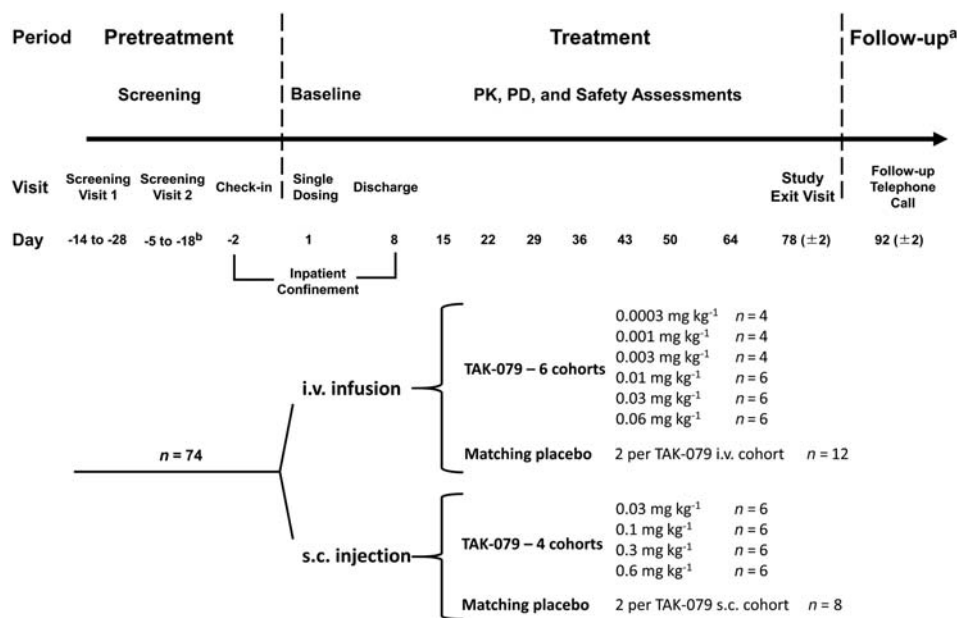 Period Pretreatment Treatment Follow-upᵃ
Screening Baseline PK, PD, and Safety Assessments
Visit Screening Visit 1 Screening Visit 2 Check-in Single Dosing Discharge Study Exit Visit Follow-up Telephone Call
Day -14 to -28 -5 to -18ᵇ -2 1 8 15 22 29 36 43 50 64 78 (±2) 92 (±2)
Inpatient
Confinement
n = 74
i.v. infusion
TAK-079 – 6 cohorts
0.0003 mg kg⁻¹ n = 4
0.001 mg kg⁻¹ n = 4
0.003 mg kg⁻¹ n = 4
0.01 mg kg⁻¹ n = 6
0.03 mg kg⁻¹ n = 6
0.06 mg kg⁻¹ n = 6
Matching placebo 2 per TAK-079 i.v. cohort n = 12
s.c. injection
TAK-079 – 4 cohorts
0.03 mg kg⁻¹ n = 6
0.1 mg kg⁻¹ n = 6
0.3 mg kg⁻¹ n = 6
0.6 mg kg⁻¹ n = 6
Matching placebo 2 per TAK-079 s.c. cohort n = 8